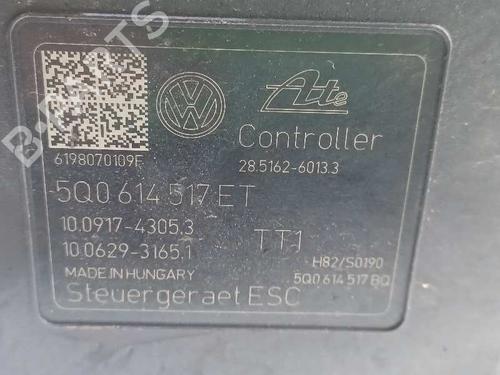 VW
Ate
Controller
6198070109F
28.5162-6013.3
5Q0 614 517 ET
10.0917-4305.3
TT1
10.0629-3165.1
H82/S0190
MADE IN HUNGARY
5Q0 614 517 BQ
Steuergeraet ESC